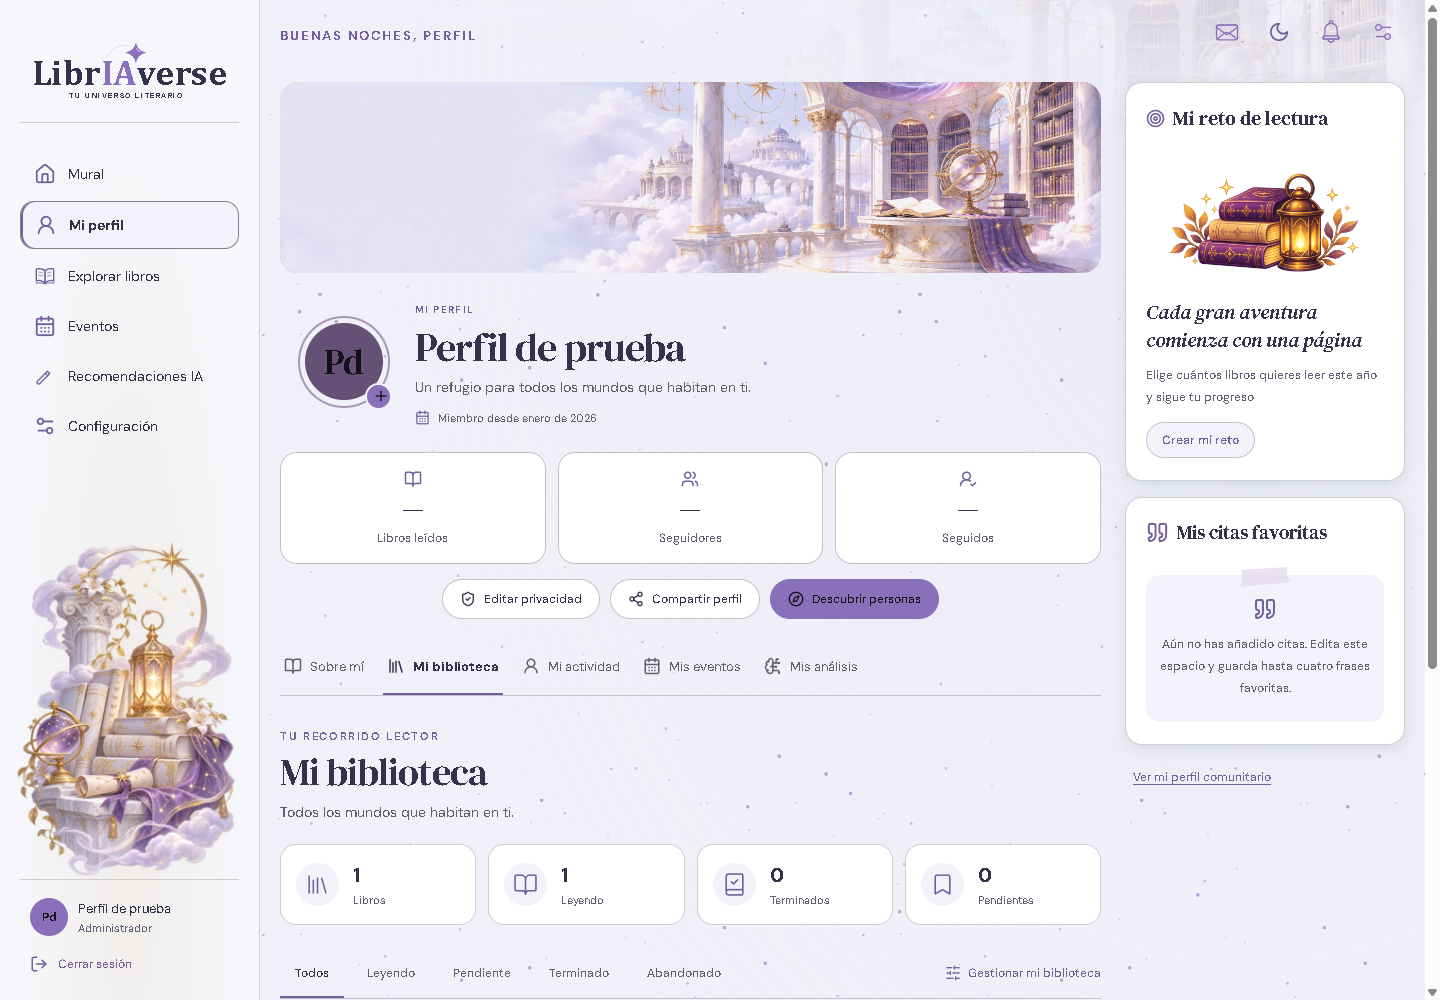 LibrIAverse
TU UNIVERSO LITERARIO
Mural
Mi perfil
Explorar libros
Eventos
Recomendaciones IA
Configuración
Pd
Perfil de prueba
Administrador
Cerrar sesión
BUENAS NOCHES, PERFIL
Pd
MI PERFIL
Perfil de prueba
Un refugio para todos los mundos que habitan en ti.
Miembro desde enero de 2026
—
Libros leídos
—
Seguidores
—
Seguidos
Editar privacidad
Compartir perfil
Descubrir personas
Sobre mí
Mi biblioteca
Mi actividad
Mis eventos
Mis análisis
TU RECORRIDO LECTOR
Mi biblioteca
Todos los mundos que habitan en ti.
1
Libros
1
Leyendo
0
Terminados
0
Pendientes
Todos
Leyendo
Pendiente
Terminado
Abandonado
Gestionar mi biblioteca
Mi reto de lectura
Cada gran aventura
comienza con una página
Elige cuántos libros quieres leer este año
y sigue tu progreso
Crear mi reto
Mis citas favoritas
Aún no has añadido citas. Edita este
espacio y guarda hasta cuatro frases
favoritas.
Ver mi perfil comunitario